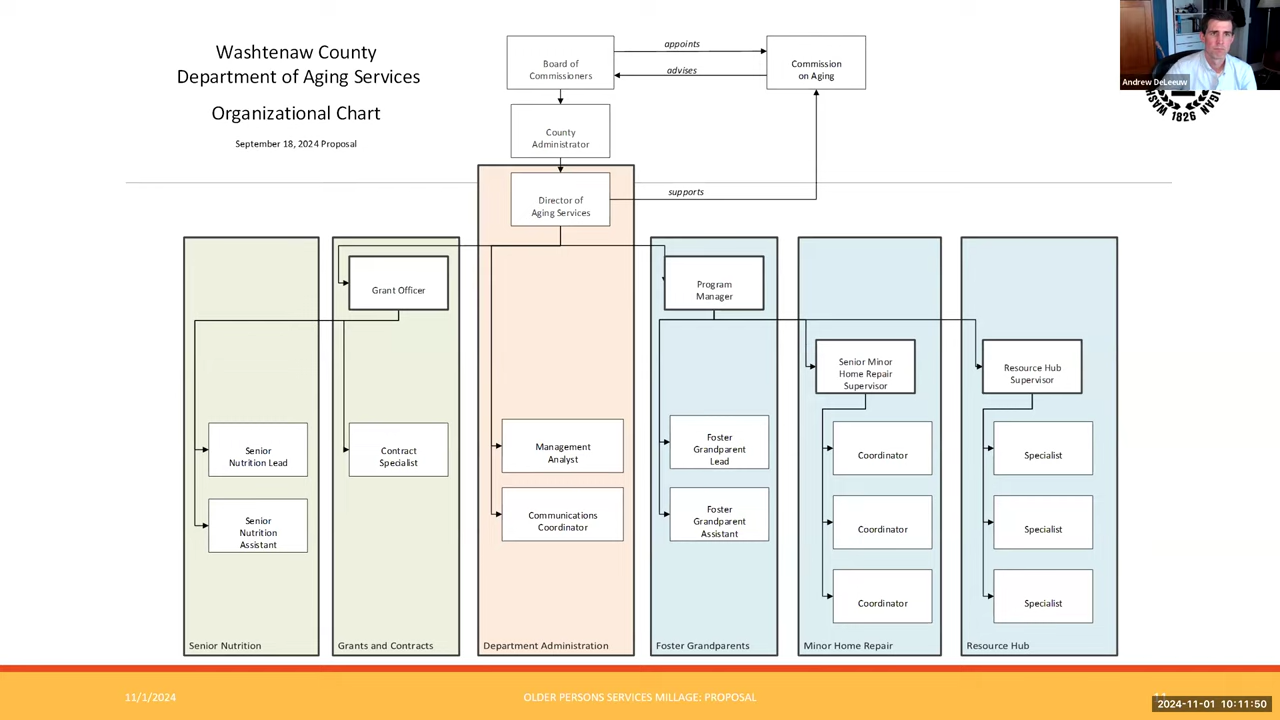 Washtenaw County
Department of Aging Services
Organizational Chart
September 18, 2024 Proposal
Board of
Commissioners
appoints
advises
Commission
on Aging
Andrew DeLeeuw
1826
County
Administrator
Director of
Aging Services
supports
Grant Officer
Program
Manager
Senior Minor
Home Repair
Supervisor
Resource Hub
Supervisor
Senior
Nutrition Lead
Contract
Specialist
Management
Analyst
Foster
Grandparent
Lead
Coordinator
Specialist
Senior
Nutrition
Assistant
Communications
Coordinator
Foster
Grandparent
Assistant
Coordinator
Specialist
Coordinator
Specialist
Senior Nutrition
Grants and Contracts
Department Administration
Foster Grandparents
Minor Home Repair
Resource Hub
11/1/2024
OLDER PERSONS SERVICES MILLAGE: PROPOSAL
2024-11-01 10:11:50